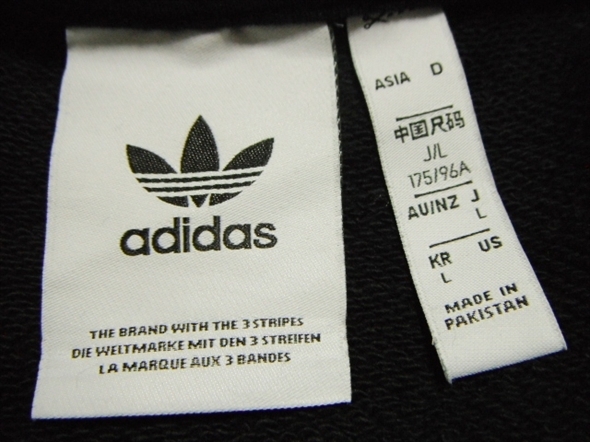 adidas
THE BRAND WITH THE 3 STRIPES
DIE WELTMARKE MIT DEN 3 STREIFEN
LA MARQUE AUX 3 BANDES
ASIA D
中国尺码
J/L
175/96A
AU/NZ J
L
KR US
L
MADE IN
PAKISTAN